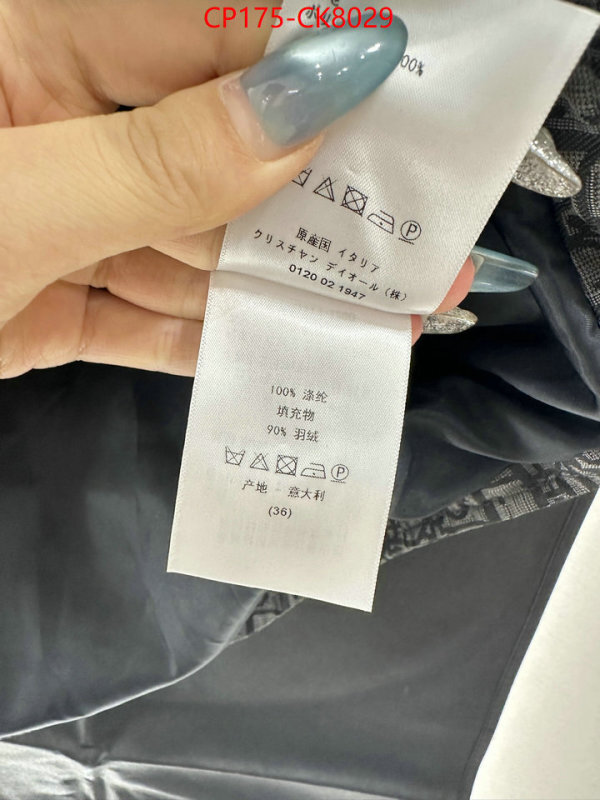 CP175-CK8029
00%
原産国 イタリア
クリスチャン ディオール（株）
0120 02 1947
100% 涤纶
填充物
90% 羽绒
P
产地 - 意大利
(36)